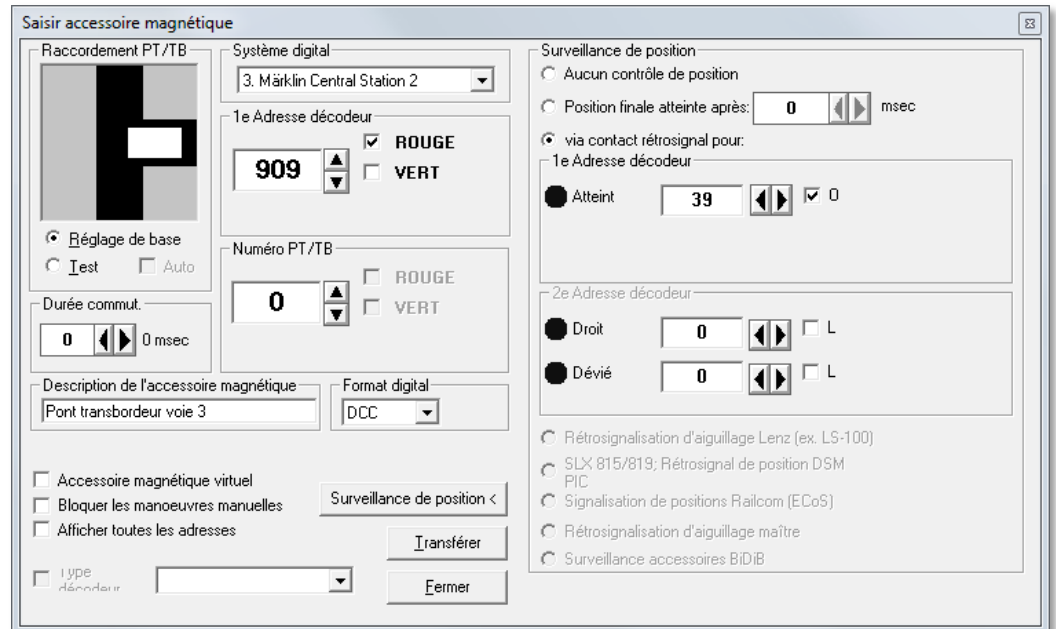 Saisir accessoire magnétique
Raccordement PT/TB
Réglage de base
Test
Auto
Durée commut.
0
0 msec
Système digital
3. Märklin Central Station 2
1e Adresse décodeur
909
ROUGE
VERT
Numéro PT/TB
0
ROUGE
VERT
Description de l'accessoire magnétique
Pont transbordeur voie 3
Format digital
DCC
Accessoire magnétique virtuel
Bloquer les manoeuvres manuelles
Afficher toutes les adresses
Type
décodeur
Surveillance de position <
Transférer
Fermer
Surveillance de position
Aucun contrôle de position
Position finale atteinte après: 0 msec
via contact rétrosignal pour:
1e Adresse décodeur
Atteint 39 O
2e Adresse décodeur
Droit 0 L
Dévié 0 L
Rétrosignalisation d'aiguillage Lenz (ex. LS-100)
SLX 815/819; Rétrosignal de position DSM
PIC
Signalisation de positions Railcom (ECoS)
Rétrosignalisation d'aiguillage maître
Surveillance accessoires BiDiB